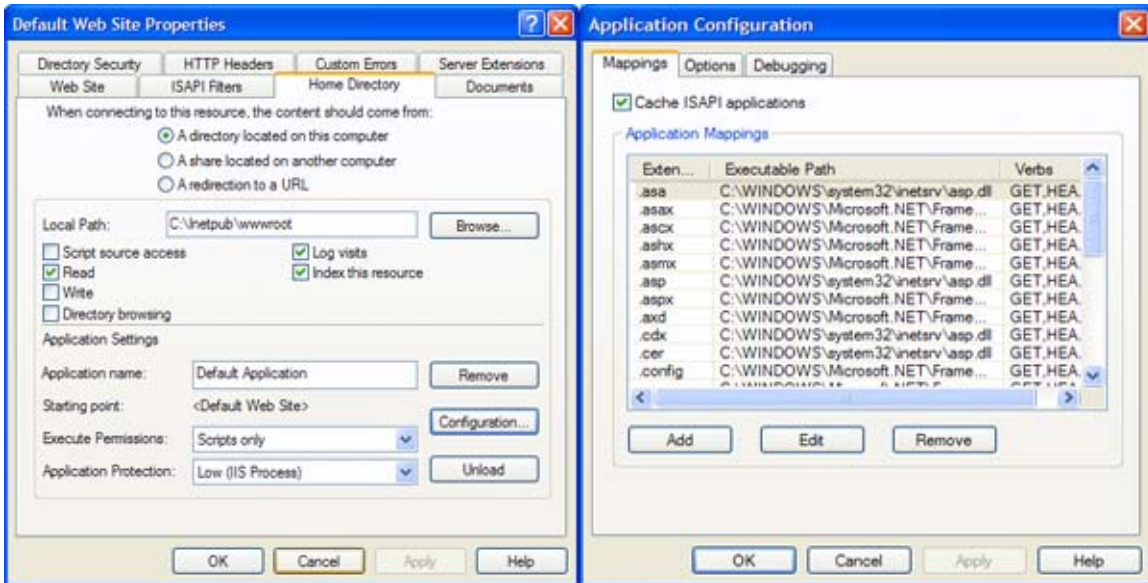 Default Web Site Properties
Directory Security HTTP Headers Custom Errors Server Extensions
Web Site ISAPI Filters Home Directory Documents
When connecting to this resource, the content should come from:
A directory located on this computer
A share located on another computer
A redirection to a URL
Local Path: C:\Inetpub\wwwroot Browse...
Script source access Log visits
Read Index this resource
Write
Directory browsing
Application Settings
Application name: Default Application Remove
Starting point: <Default Web Site>
Configuration...
Execute Permissions: Scripts only
Application Protection: Low (IIS Process) Unload
OK Cancel Apply Help
Application Configuration
Mappings Options Debugging
Cache ISAPI applications
Application Mappings
Exten... Executable Path Verbs
.asa C:\WINDOWS\system32\inetsrv\asp.dll GET,HEA.
.asax C:\WINDOWS\Microsoft.NET\Frame... GET,HEA.
.ascx C:\WINDOWS\Microsoft.NET\Frame... GET,HEA.
.ashx C:\WINDOWS\Microsoft.NET\Frame... GET,HEA.
.asmx C:\WINDOWS\Microsoft.NET\Frame... GET,HEA.
.asp C:\WINDOWS\system32\inetsrv\asp.dll GET,HEA.
.aspx C:\WINDOWS\Microsoft.NET\Frame... GET,HEA.
.axd C:\WINDOWS\Microsoft.NET\Frame... GET,HEA.
.cdx C:\WINDOWS\system32\inetsrv\asp.dll GET,HEA.
.cer C:\WINDOWS\system32\inetsrv\asp.dll GET,HEA.
.config C:\WINDOWS\Microsoft.NET\Frame... GET,HEA.
Add Edit Remove
OK Cancel Apply Help